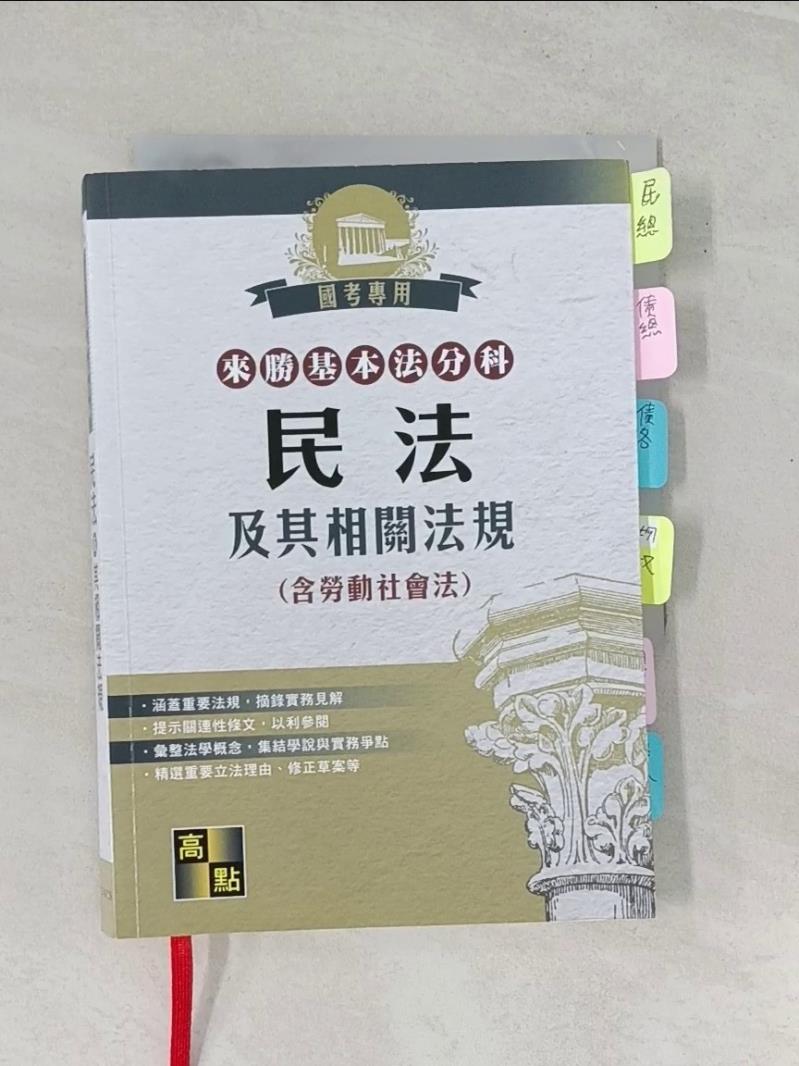 國考專用
來勝基本法分科
民法
及其相關法規
(含勞動社會法)
・涵蓋重要法規,摘錄實務見解
・提示關連性條文,以利參閱
・彙整法學概念,集結學說與實務爭點
・精選重要立法理由、修正草案等
高點
民總
債總
債各